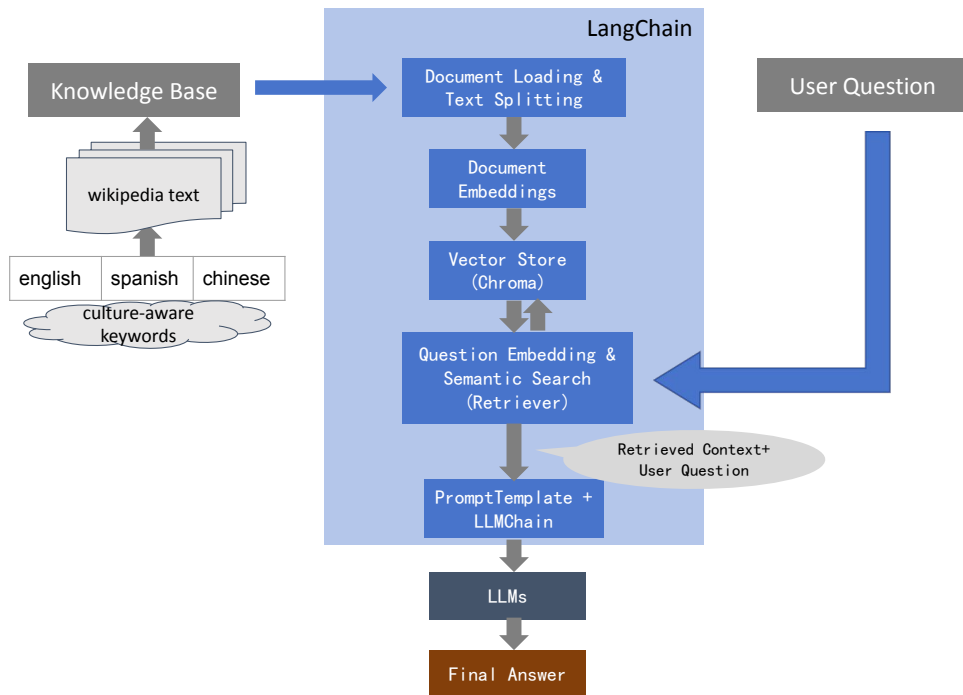 LangChain
Knowledge Base
Document Loading &
Text Splitting
User Question
wikipedia text
Document
Embeddings
english
spanish
chinese
culture-aware
keywords
Vector Store
(Chroma)
Question Embedding &
Semantic Search
(Retriever)
Retrieved Context+
User Question
PromptTemplate +
LLMChain
LLMs
Final Answer